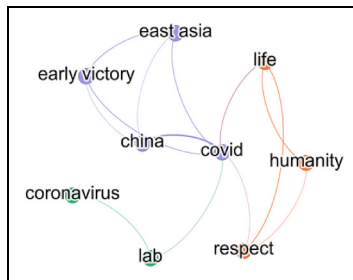 east asia
life
early victory
china
covid
humanity
coronavirus
respect
lab